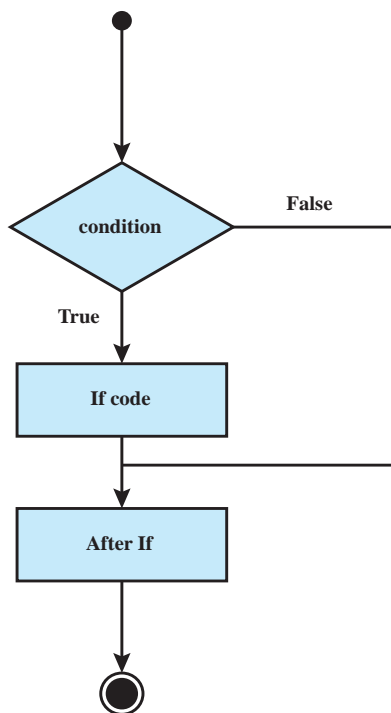 condition
False
True
If code
After If